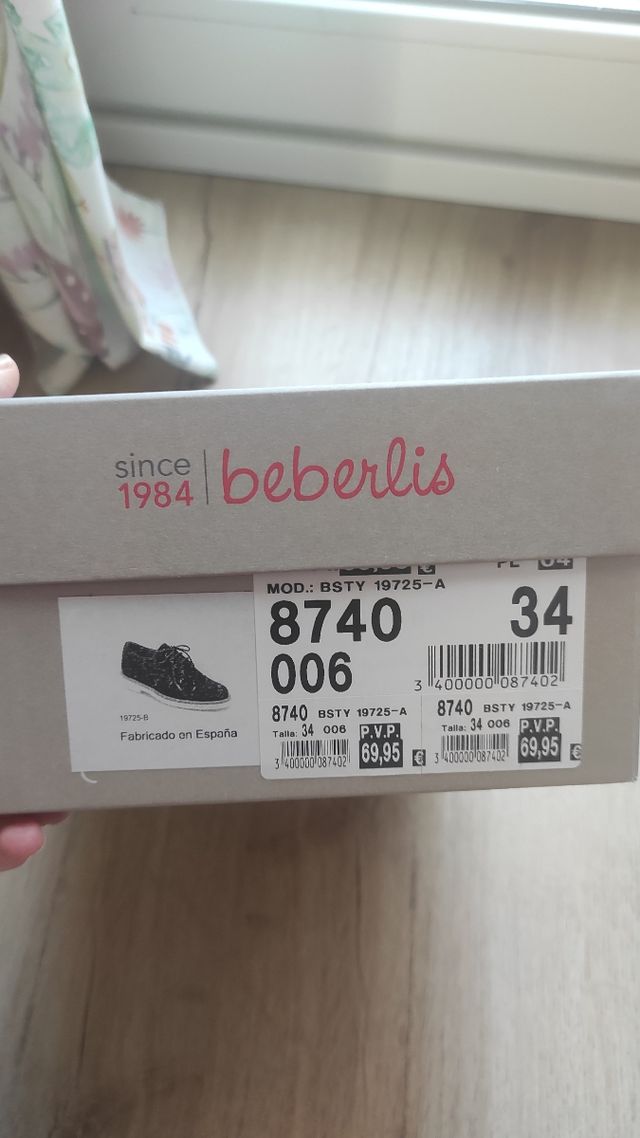 since
1984
beberlis
€
MOD.: BSTY 19725-A
8740
34
006
3 400000 087402
19725-B
Fabricado en España
8740 BSTY 19725-A
Talla: 34 006 P.V.P.
69,95 €
3 400000 087402
8740 BSTY 19725-A
Talla: 34 006 P.V.P.
69,95 €
3 400000 087402